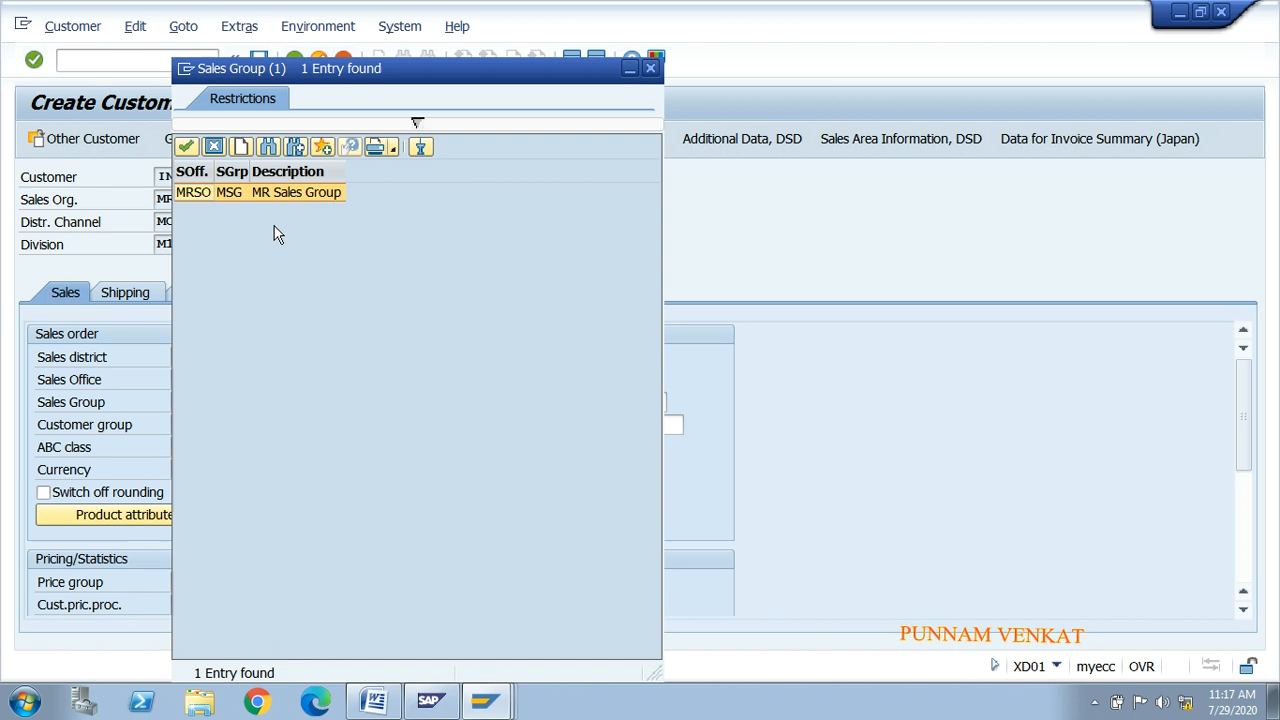 Customer Edit Goto Extras Environment System Help
Sales Group (1) 1 Entry found
Create Custom
Restrictions
Other Customer Additional Data, DSD Sales Area Information, DSD Data for Invoice Summary (Japan)
SOff. SGrp Description
MRSO MSG MR Sales Group
Customer IN
Sales Org. MR
Distr. Channel
Division M1
Sales Shipping
Sales order
Sales district
Sales Office
Sales Group
Customer group
ABC class
Currency
Switch off rounding
Product attribute
Pricing/Statistics
Price group
Cust.pric.proc.
PUNNAM VENKAT
1 Entry found
XD01 myecc OVR
SAP
11:17 AM
7/29/2020